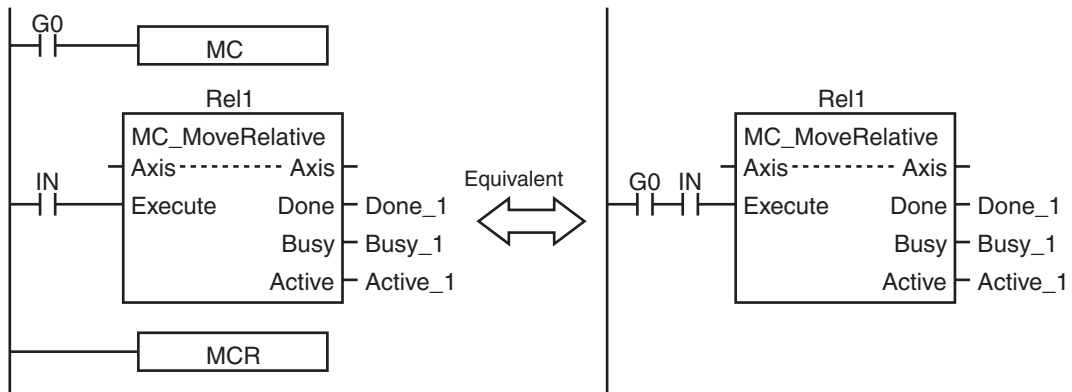 G0
MC
Rel1
MC_MoveRelative
Axis Axis
IN
Execute Done Done_1
Busy Busy_1
Active Active_1
MCR
Equivalent
Rel1
MC_MoveRelative
Axis Axis
G0 IN
Execute Done Done_1
Busy Busy_1
Active Active_1